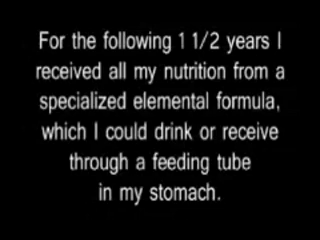 For the following 1 1/2 years I
received all my nutrition from a
specialized elemental formula,
which I could drink or receive
through a feeding tube
in my stomach.